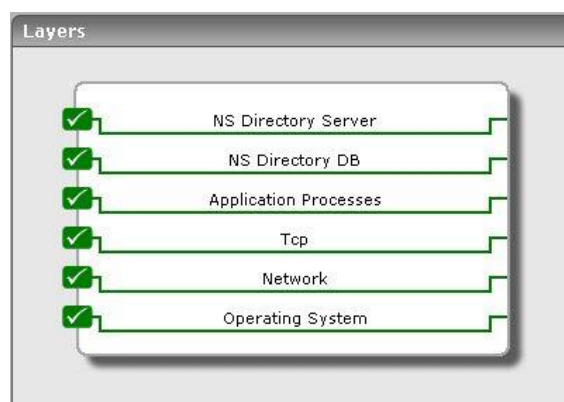 Layers
NS Directory Server
NS Directory DB
Application Processes
Tcp
Network
Operating System